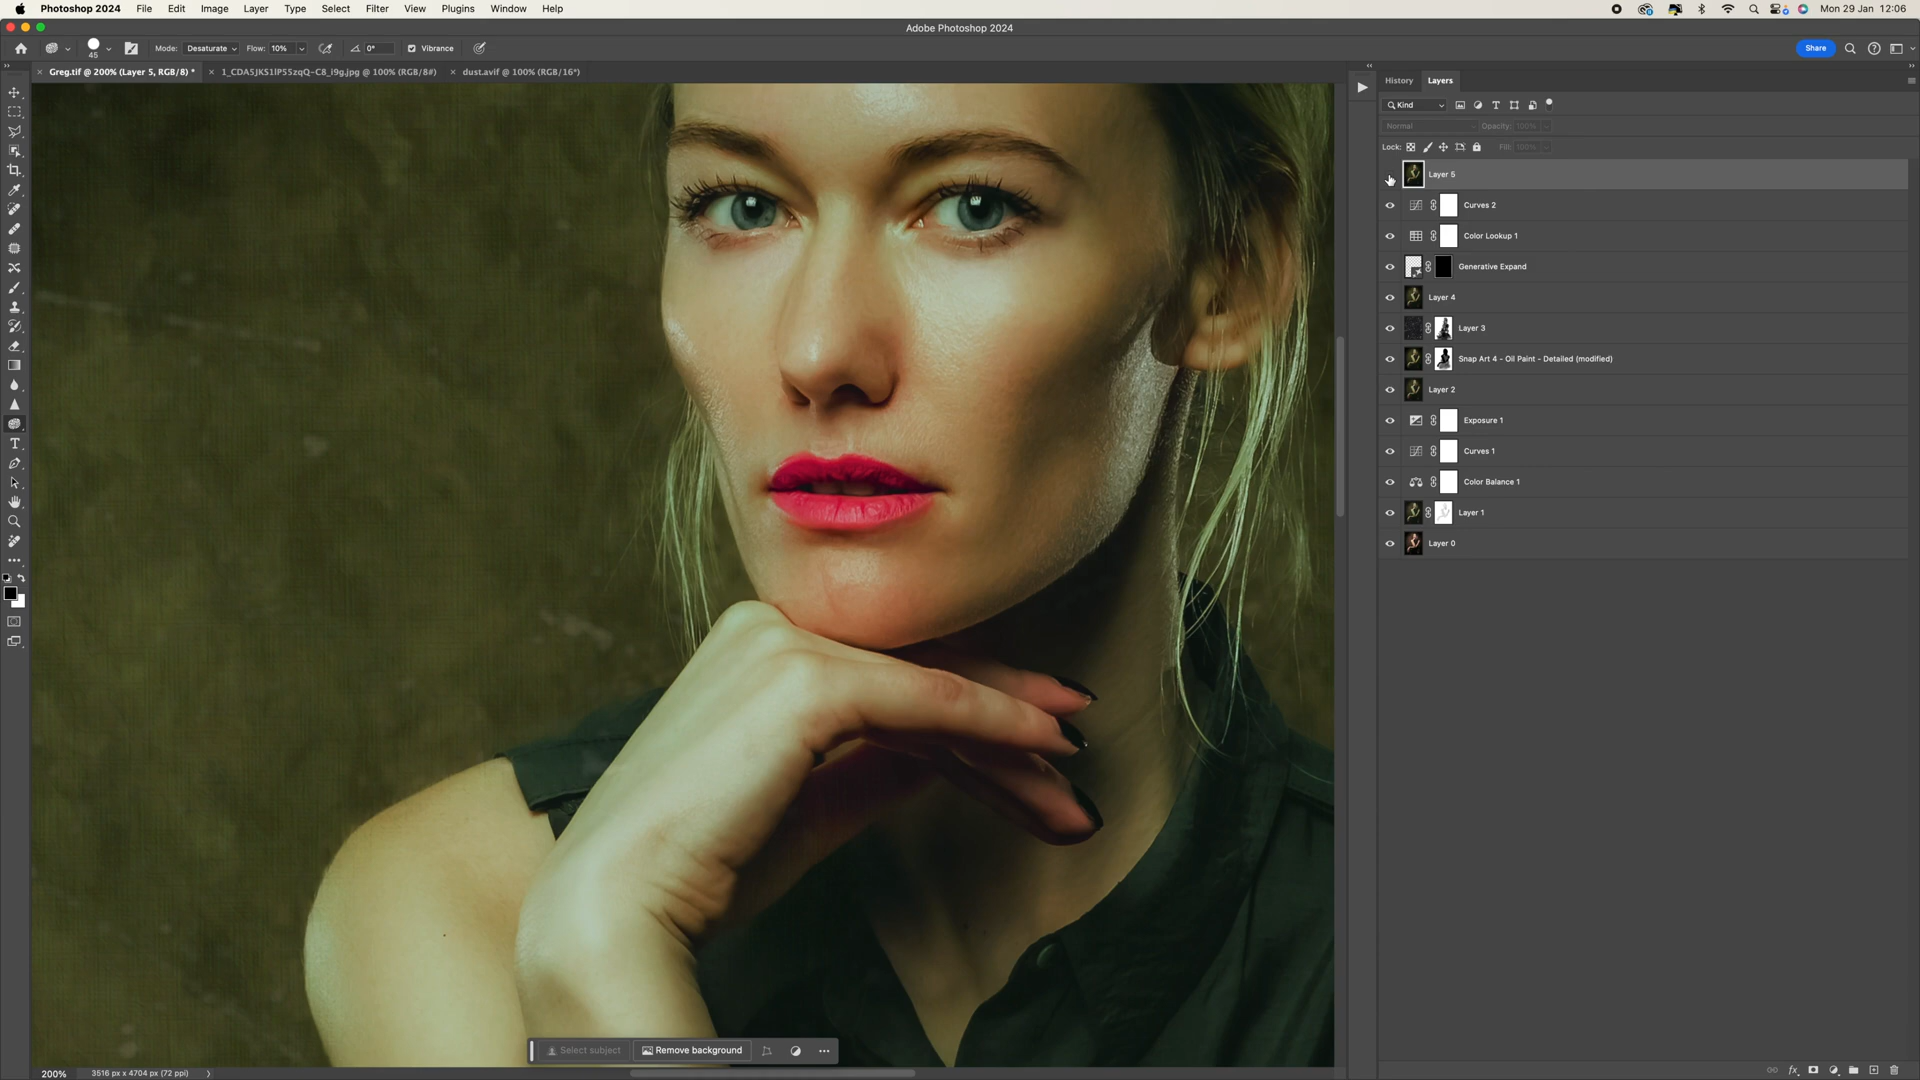 Photoshop 2024 File Edit Image Layer Type Select Filter View Plugins Window Help Mon 29 Jan 12:06
Adobe Photoshop 2024
45 Mode: Desaturate Flow: 10% 0° Vibrance Share
× Greg.tif @ 200% (Layer 5, RGB/8) * × 1_CDA5JKS1IP55zqQ-C8_i9g.jpg @ 100% (RGB/8#) × dust.avif @ 100% (RGB/16*)
History Layers
Kind
Normal Opacity: 100%
Lock: Fill: 100%
Layer 5
Curves 2
Color Lookup 1
Generative Expand
Layer 4
Layer 3
Snap Art 4 - Oil Paint - Detailed (modified)
Layer 2
Exposure 1
Curves 1
Color Balance 1
Layer 1
Layer 0
Select subject Remove background
200% 3516 px x 4704 px (72 ppi)